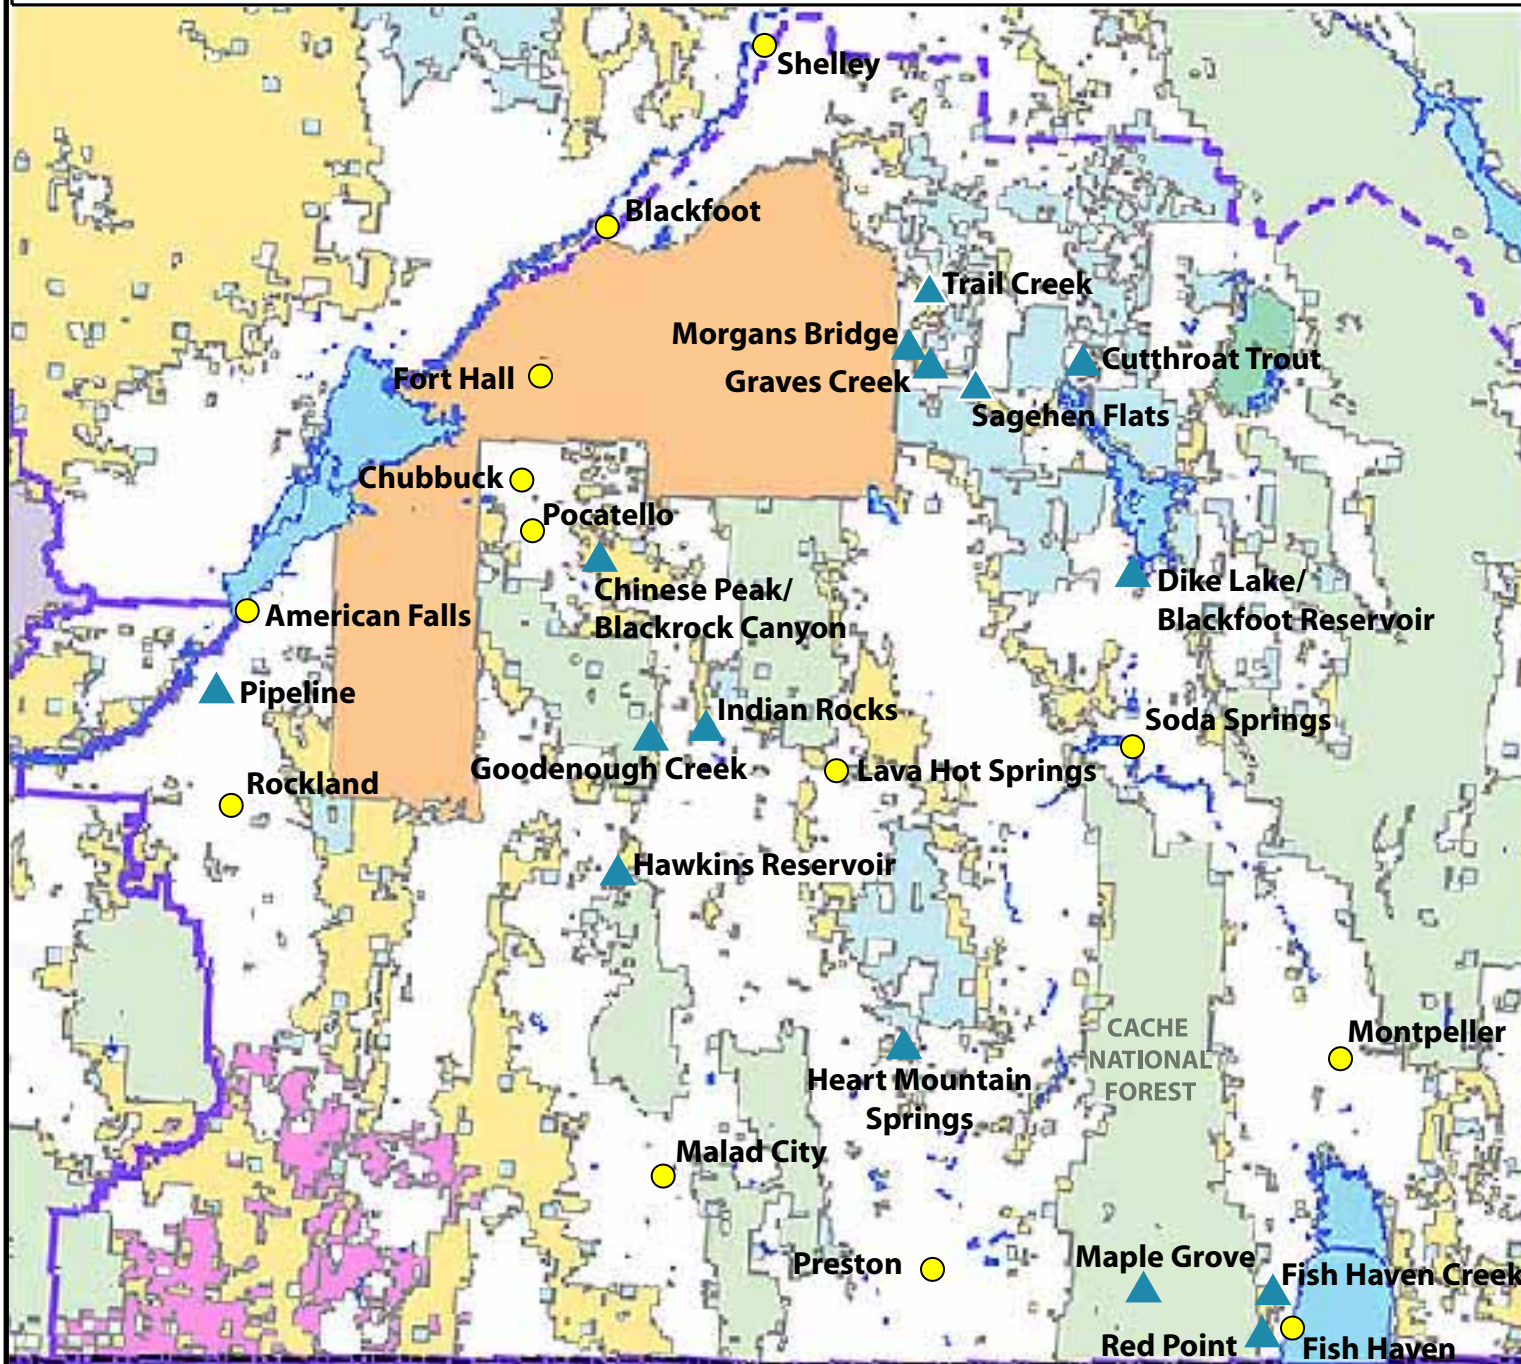 Shelley
Blackfoot
Trail Creek
Morgans Bridge
Cutthroat Trout
Fort Hall
Graves Creek
Sagehen Flats
Chubbuck
Pocatello
Chinese Peak/
Blackrock Canyon
Dike Lake/
Blackfoot Reservoir
American Falls
Pipeline
Indian Rocks
Soda Springs
Goodenough Creek
Lava Hot Springs
Rockland
Hawkins Reservoir
CACHE
NATIONAL
FOREST
Montpeller
Heart Mountain
Springs
Malad City
Preston
Maple Grove
Fish Haven Creek
Red Point
Fish Haven